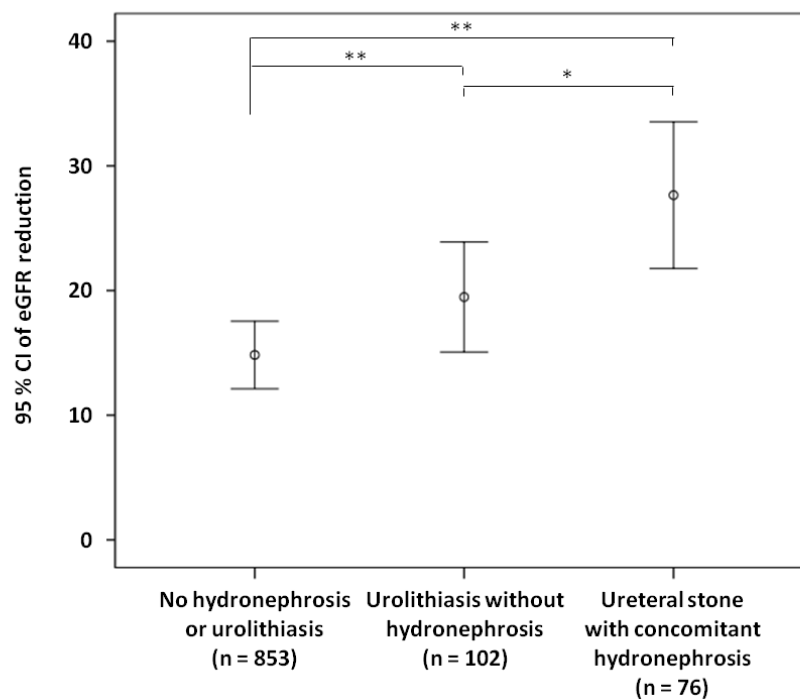 40
30
20
10
0
95 % CI of eGFR reduction
**
**
*
No hydronephrosis
or urolithiasis
(n = 853)
Urolithiasis without
hydronephrosis
(n = 102)
Ureteral stone
with concomitant
hydronephrosis
(n = 76)